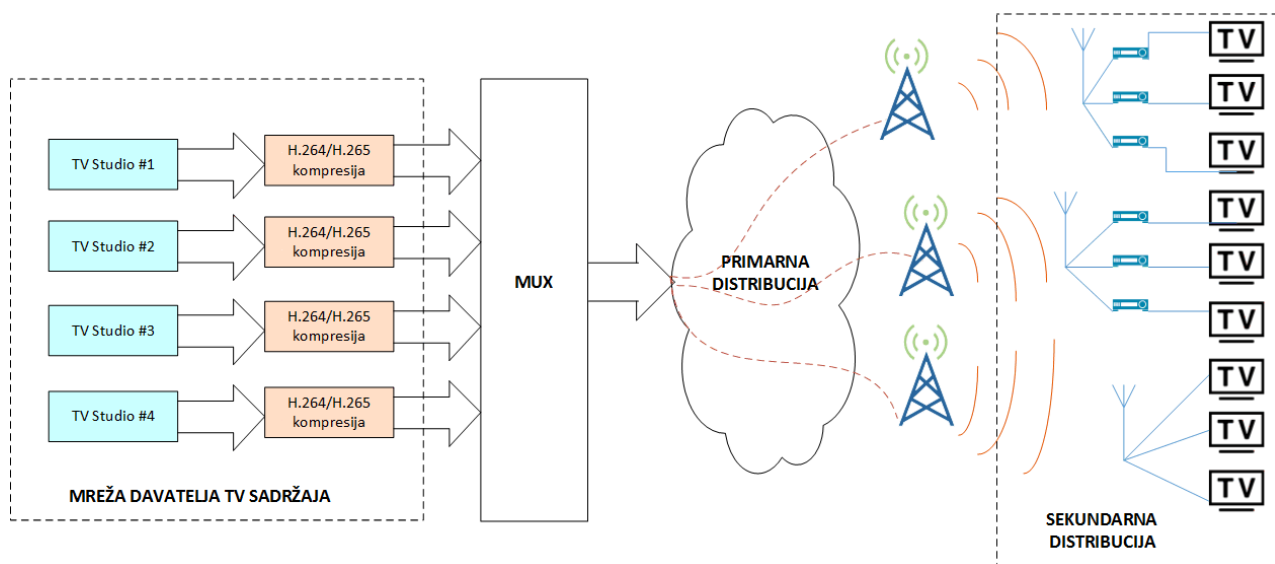 TV Studio #1
H.264/H.265
kompresija
TV Studio #2
H.264/H.265
kompresija
TV Studio #3
H.264/H.265
kompresija
TV Studio #4
H.264/H.265
kompresija
MREŽA DAVATELJA TV SADRŽAJA
MUX
PRIMARNA
DISTRIBUCIJA
TV
TV
TV
TV
TV
TV
TV
TV
TV
SEKUNDARNA
DISTRIBUCIJA